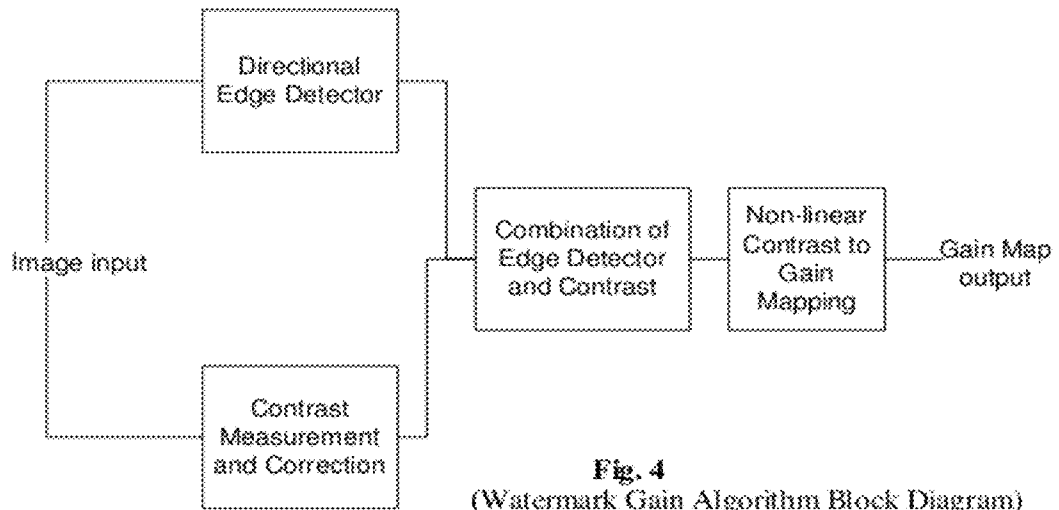 Directional
Edge Detector
Image input
Combination of
Edge Detector
and Contrast
Non-linear
Contrast to
Gain
Mapping
Gain Map
output
Contrast
Measurement
and Correction
Fig. 4
(Watermark Gain Algorithm Block Diagram)